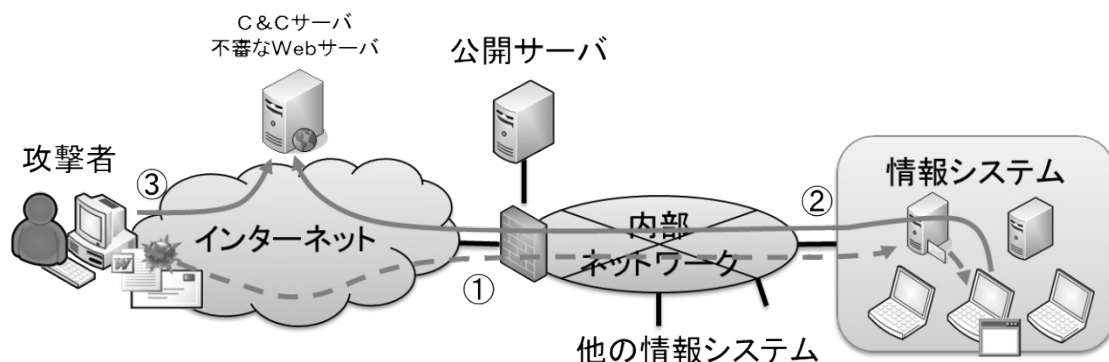 C&Cサーバ
不審なWebサーバ
公開サーバ
攻撃者
③
インターネット
①
内部
ネットワーク
②
情報システム
他の情報システム
W